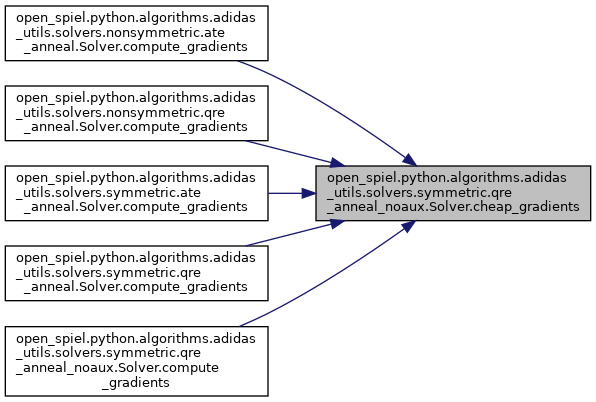 open_spiel.python.algorithms.adidas
_utils.solvers.nonsymmetric.ate
_anneal.Solver.compute_gradients
open_spiel.python.algorithms.adidas
_utils.solvers.nonsymmetric.qre
_anneal.Solver.compute_gradients
open_spiel.python.algorithms.adidas
_utils.solvers.symmetric.ate
_anneal.Solver.compute_gradients
open_spiel.python.algorithms.adidas
_utils.solvers.symmetric.qre
_anneal.Solver.compute_gradients
open_spiel.python.algorithms.adidas
_utils.solvers.symmetric.qre
_anneal_noaux.Solver.compute
_gradients
open_spiel.python.algorithms.adidas
_utils.solvers.symmetric.qre
_anneal_noaux.Solver.cheap_gradients